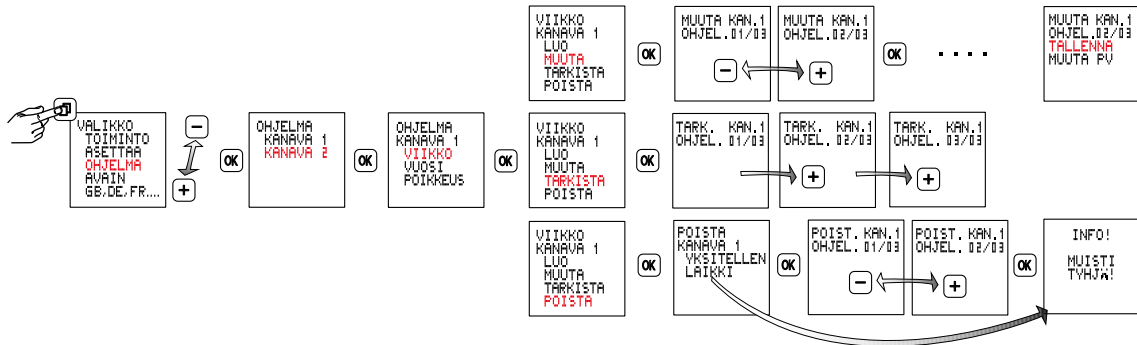 VALIKKO
TOIMINTO
ASETTAA
OHJELMA
AVAIN
GB,DE,FR....
−
+
OK
OHJELMA
KANAVA 1
KANAVA 2
OK
OHJELMA
KANAVA 1
VIIKKO
VUOSI
POIKKEUS
OK
VIIKKO
KANAVA 1
LUO
MUUTA
TARKISTA
POISTA
OK
MUUTA KAN.1
OHJEL.01/03
−
MUUTA KAN.1
OHJEL.02/03
+
OK
. . . .
MUUTA KAN.1
OHJEL.02/03
TALLENNA
MUUTA PV
VIIKKO
KANAVA 1
LUO
MUUTA
TARKISTA
POISTA
OK
TARK. KAN.1
OHJEL. 01/03
TARK. KAN.1
OHJEL. 02/03
+
TARK. KAN.1
OHJEL. 03/03
+
VIIKKO
KANAVA 1
LUO
MUUTA
TARKISTA
POISTA
OK
POISTA
KANAVA 1
YKSITELLEN
LAIKKI
OK
POIST. KAN.1
OHJEL. 01/03
−
POIST. KAN.1
OHJEL. 02/03
+
OK
INFO!
MUISTI
TYHJÄ!